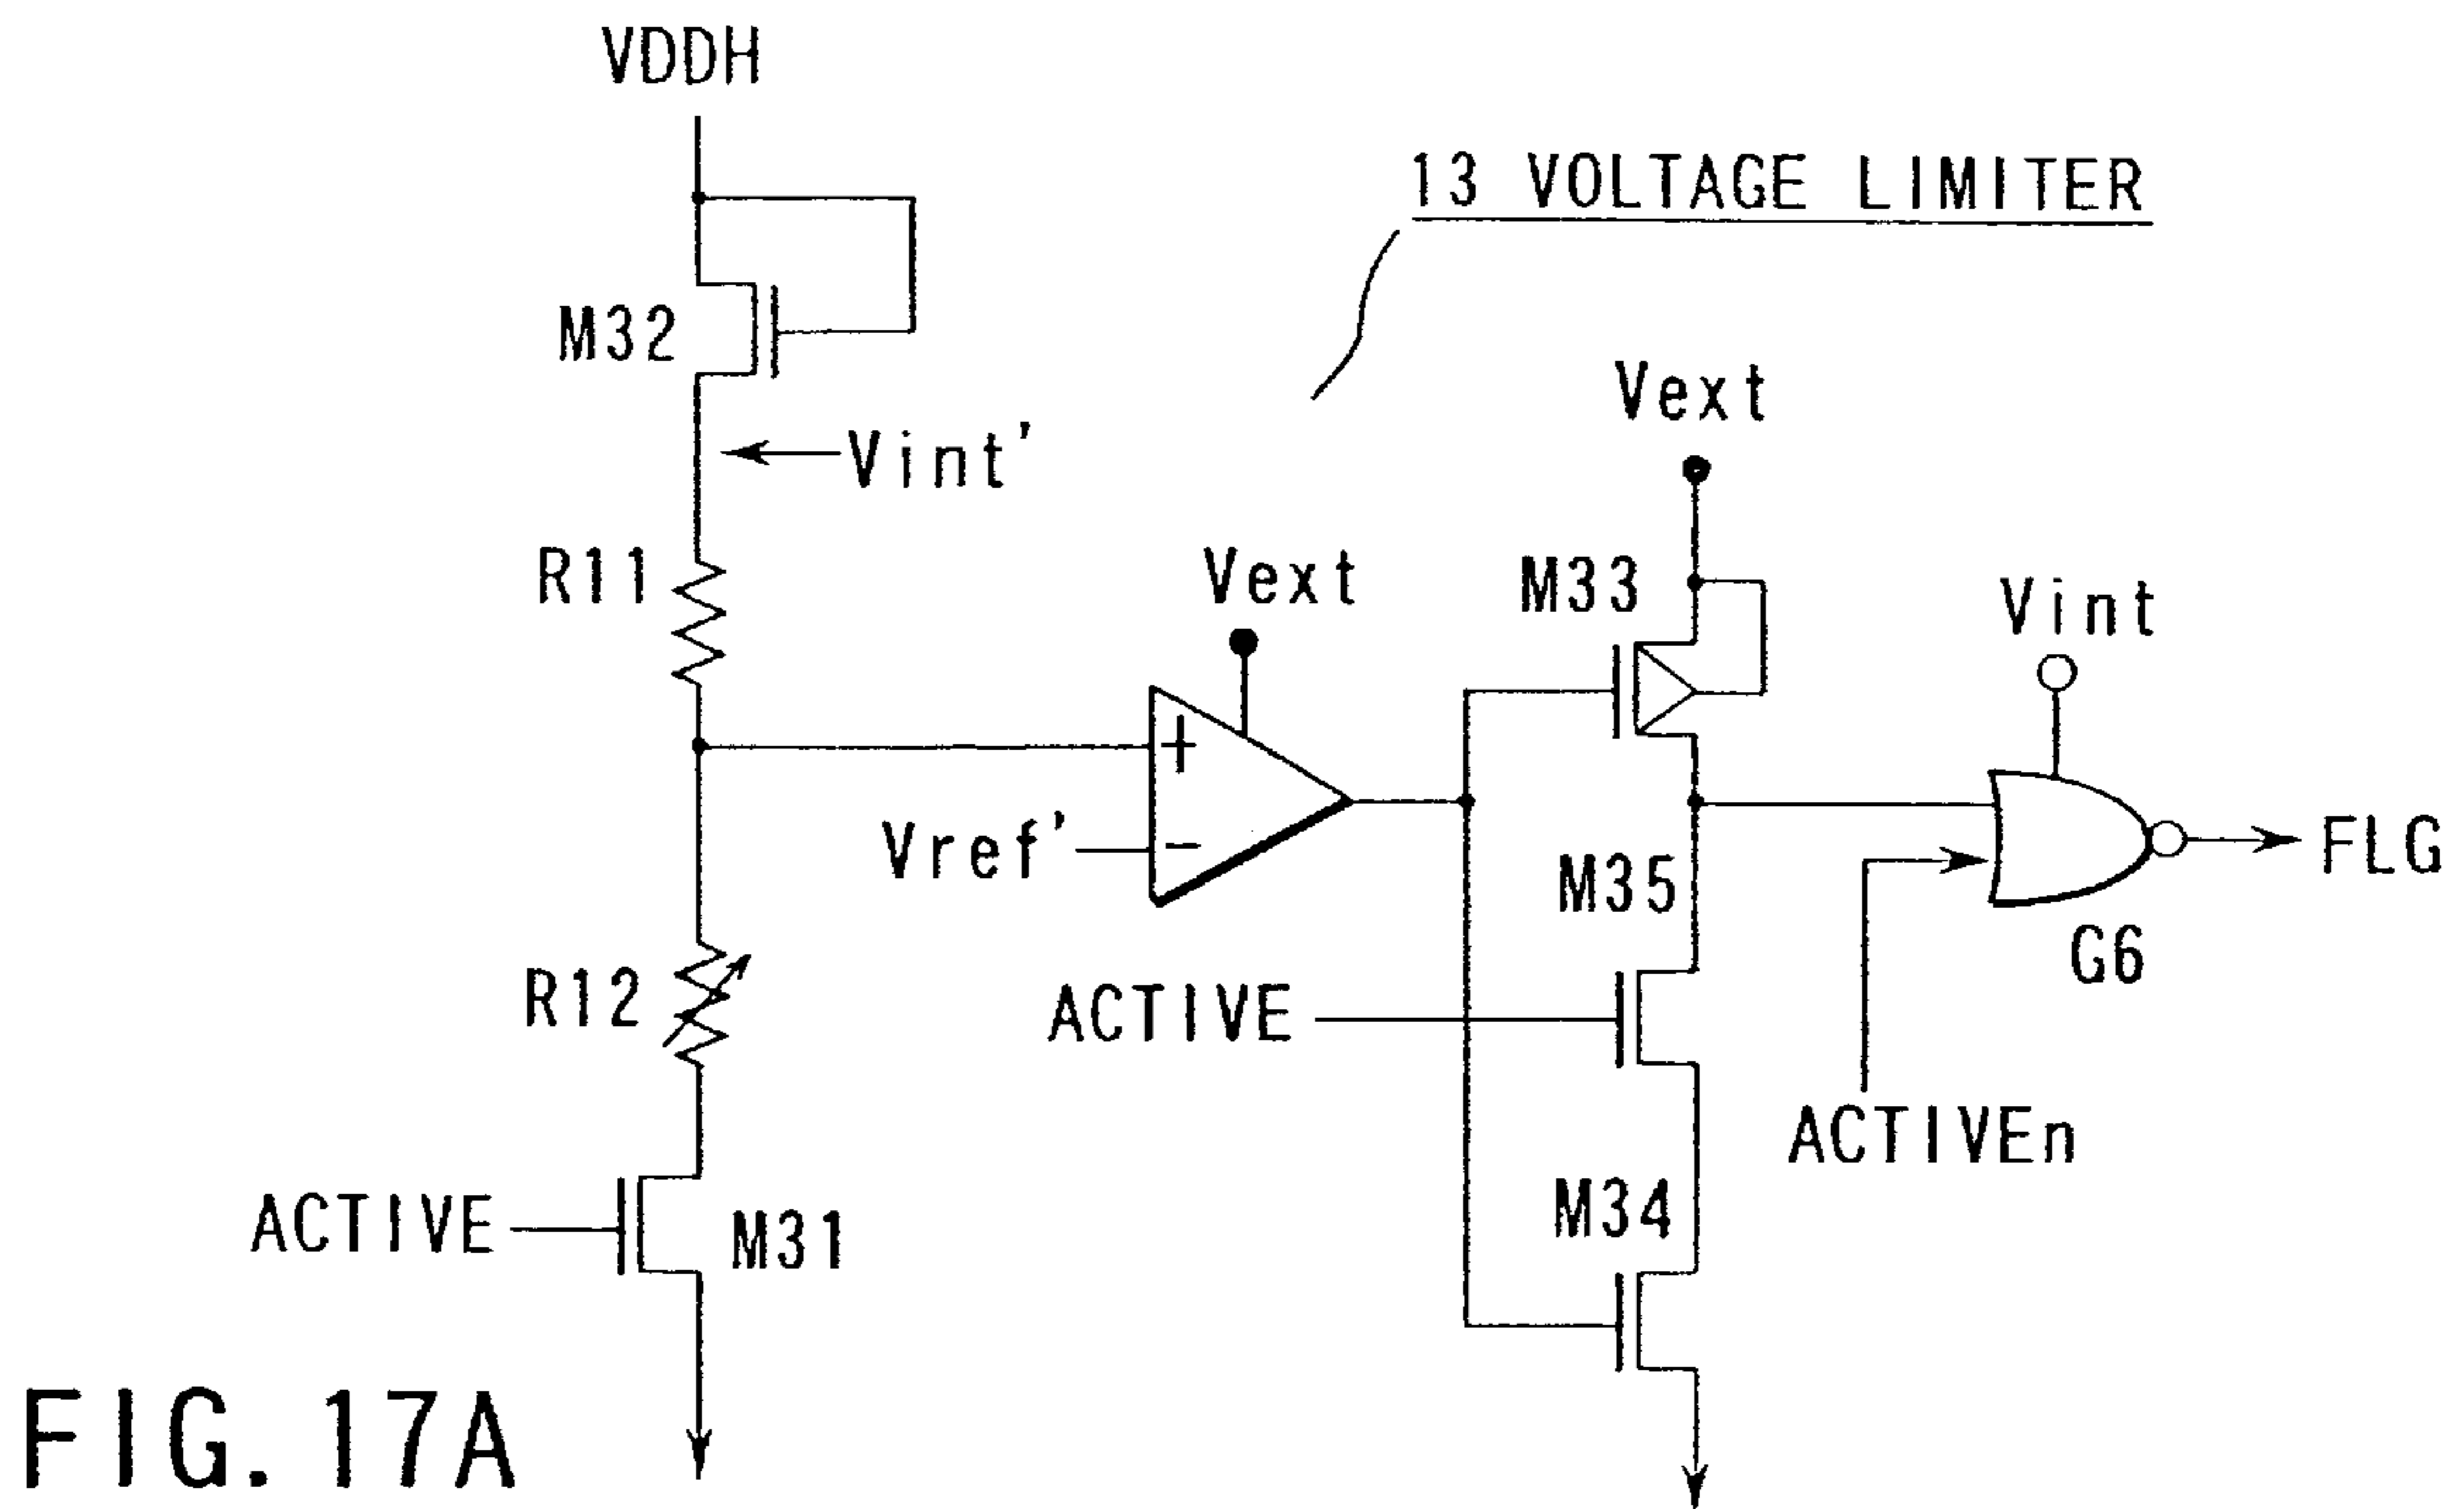 VDDH
13 VOLTAGE LIMITER
M32
Vint'
Vext
R11
Vext
M33
Vint
+
Vref'
-
FLG
M35
G6
R12
ACTIVE
ACTIVEn
M34
ACTIVE
M31
FIG.17A